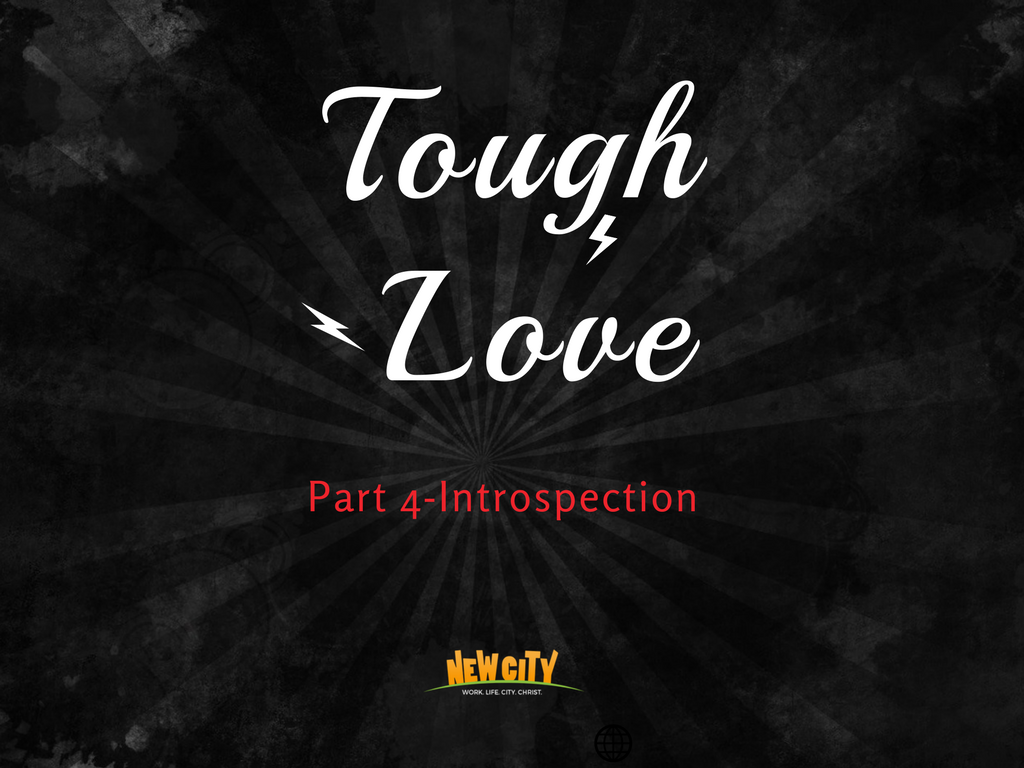 Tough
Love
Part 4-Introspection
NEW CITY
WORK. LIFE. CITY. CHRIST.